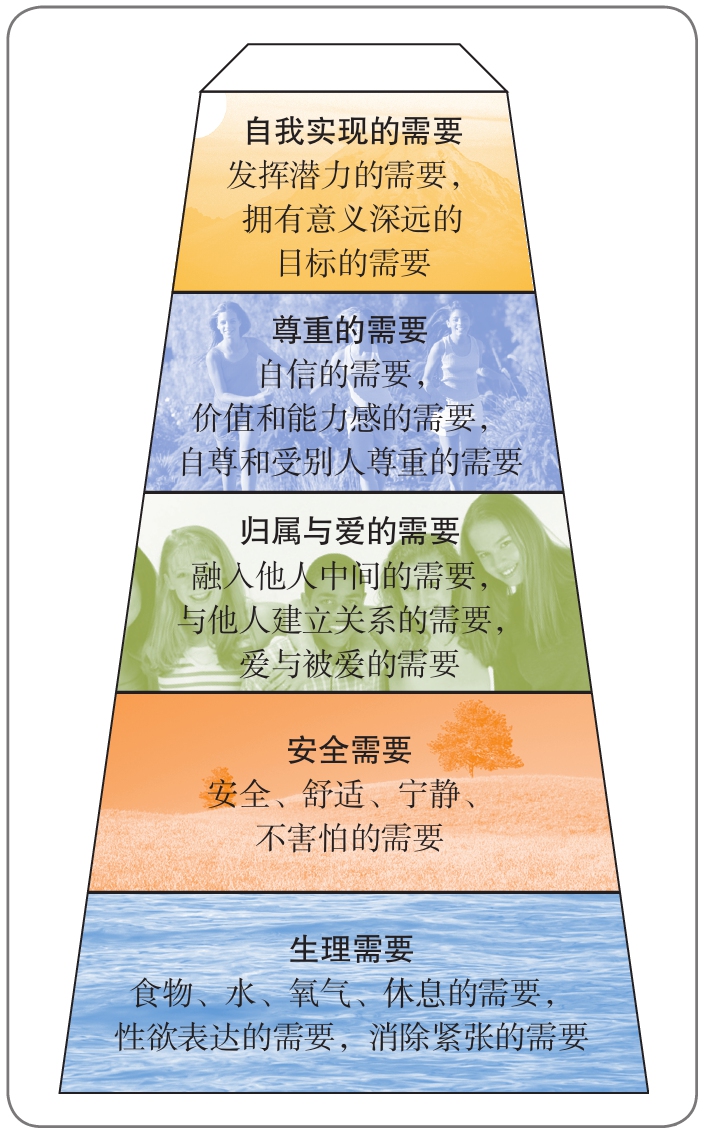 自我实现的需要
发挥潜力的需要，
拥有意义深远的
目标的需要
尊重的需要
自信的需要，
价值和能力感的需要，
自尊和受别人尊重的需要
归属与爱的需要
融入他人中间的需要，
与他人建立关系的需要，
爱与被爱的需要
安全需要
安全、舒适、宁静、
不害怕的需要
生理需要
食物、水、氧气、休息的需要，
性欲表达的需要，消除紧张的需要